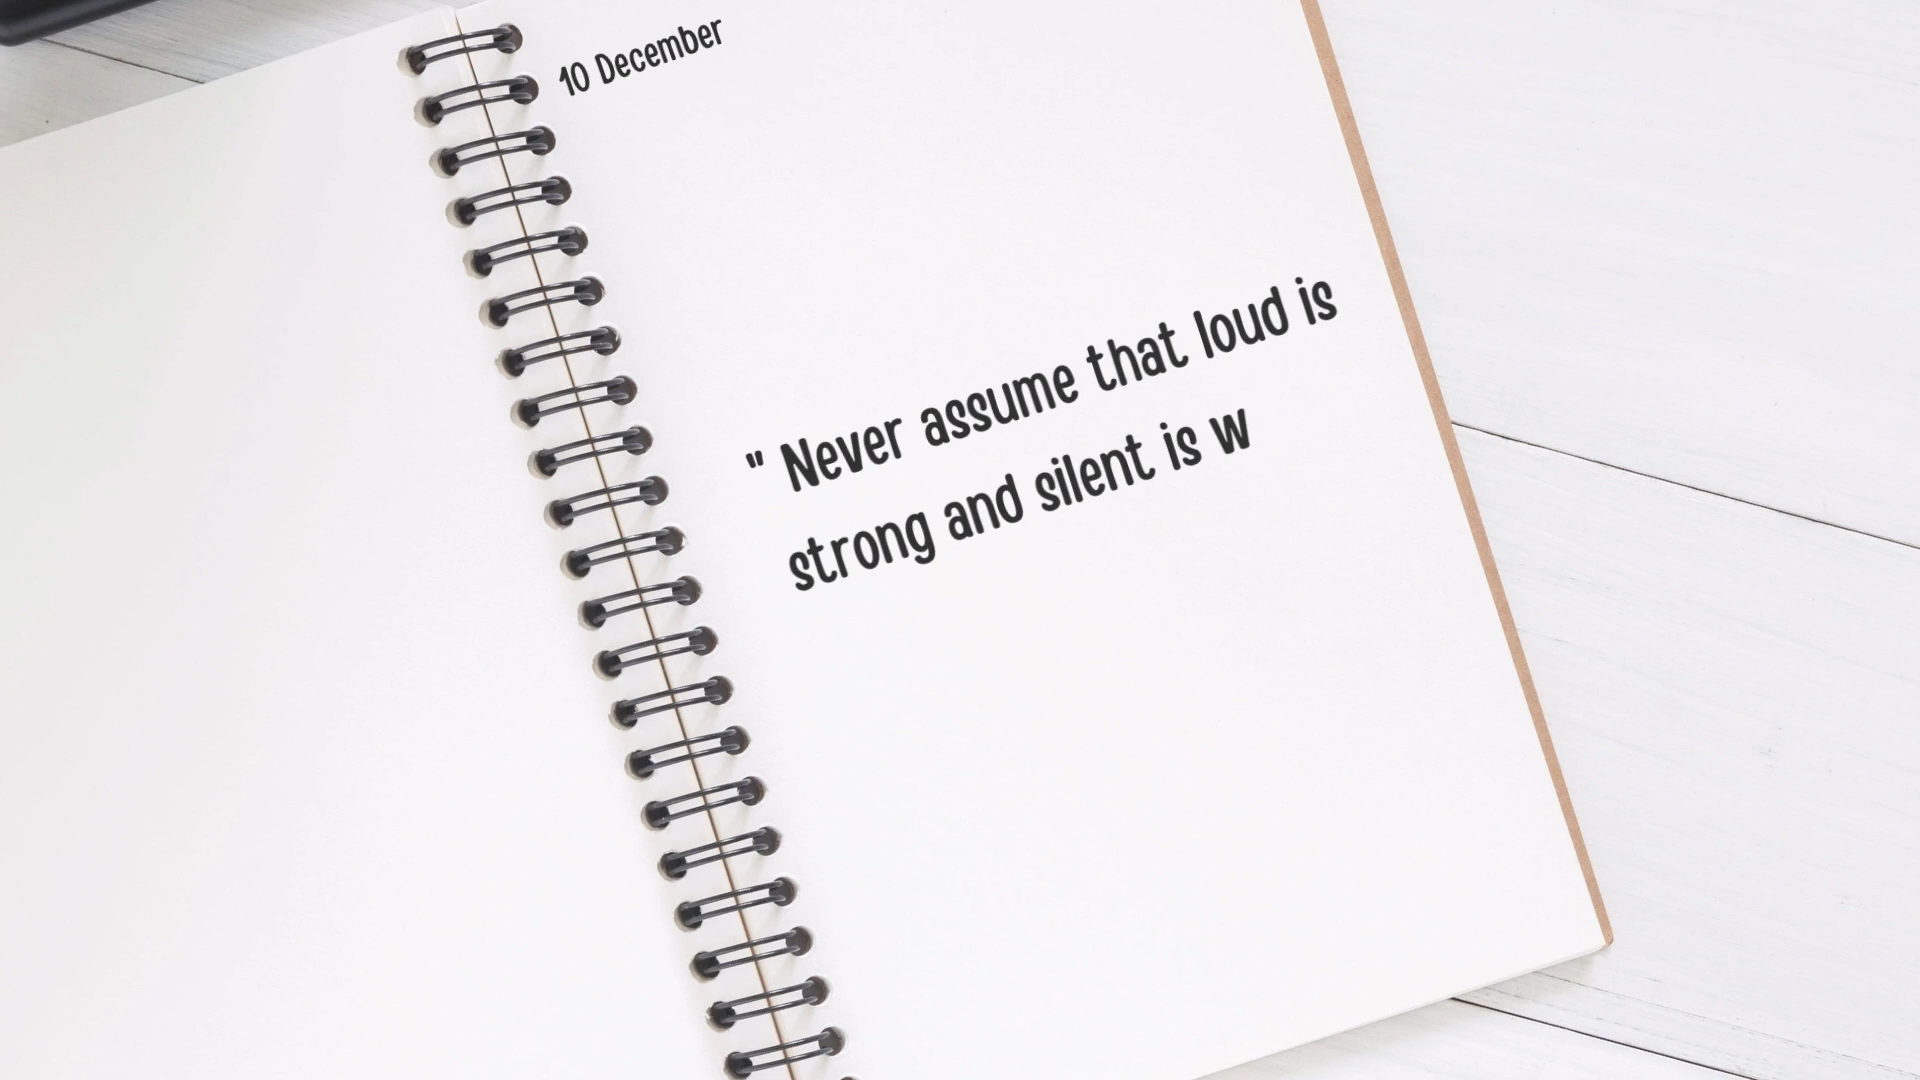 10 December
" Never assume that loud is
strong and silent is w